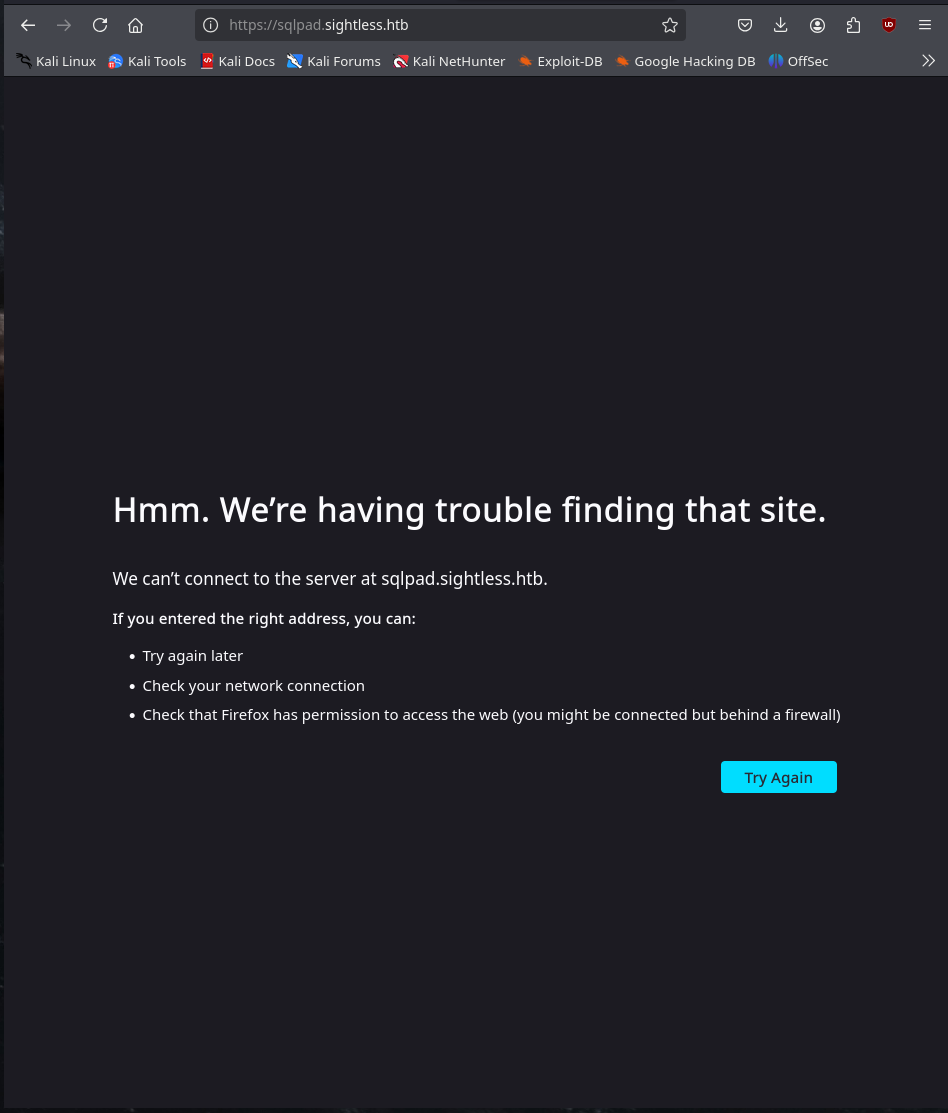 https://sqlpad.sightless.htb
Kali Linux Kali Tools Kali Docs Kali Forums Kali NetHunter Exploit-DB Google Hacking DB OffSec
Hmm. We’re having trouble finding that site.
We can’t connect to the server at sqlpad.sightless.htb.
If you entered the right address, you can:
• Try again later
• Check your network connection
• Check that Firefox has permission to access the web (you might be connected but behind a firewall)
Try Again